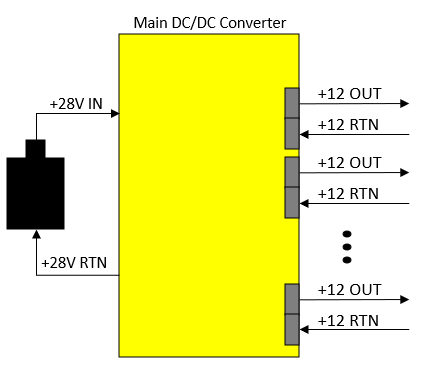 Main DC/DC Converter
+28V IN
+28V RTN
+12 OUT
+12 RTN
+12 OUT
+12 RTN
+12 OUT
+12 RTN